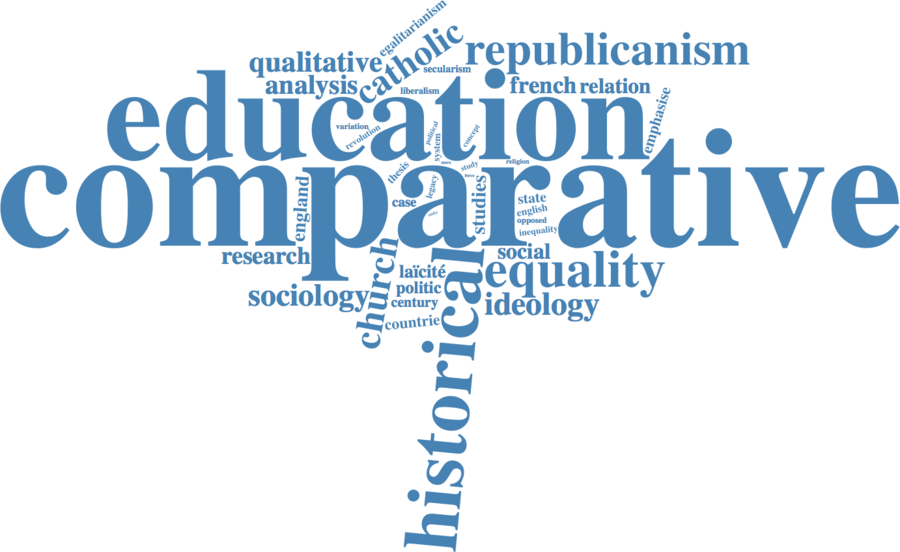 egalitarianism
catholic
republicanism
qualitative
analysis
secularism
liberalism
french
relation
education
emphasise
variation
revolution
political
system
concept
comparative
thesis
study
religion
legacy
case
studies
england
state
english
opposed
inequality
research
social
equality
church
laïcité
politic
century
countrie
sociology
ideology
historical